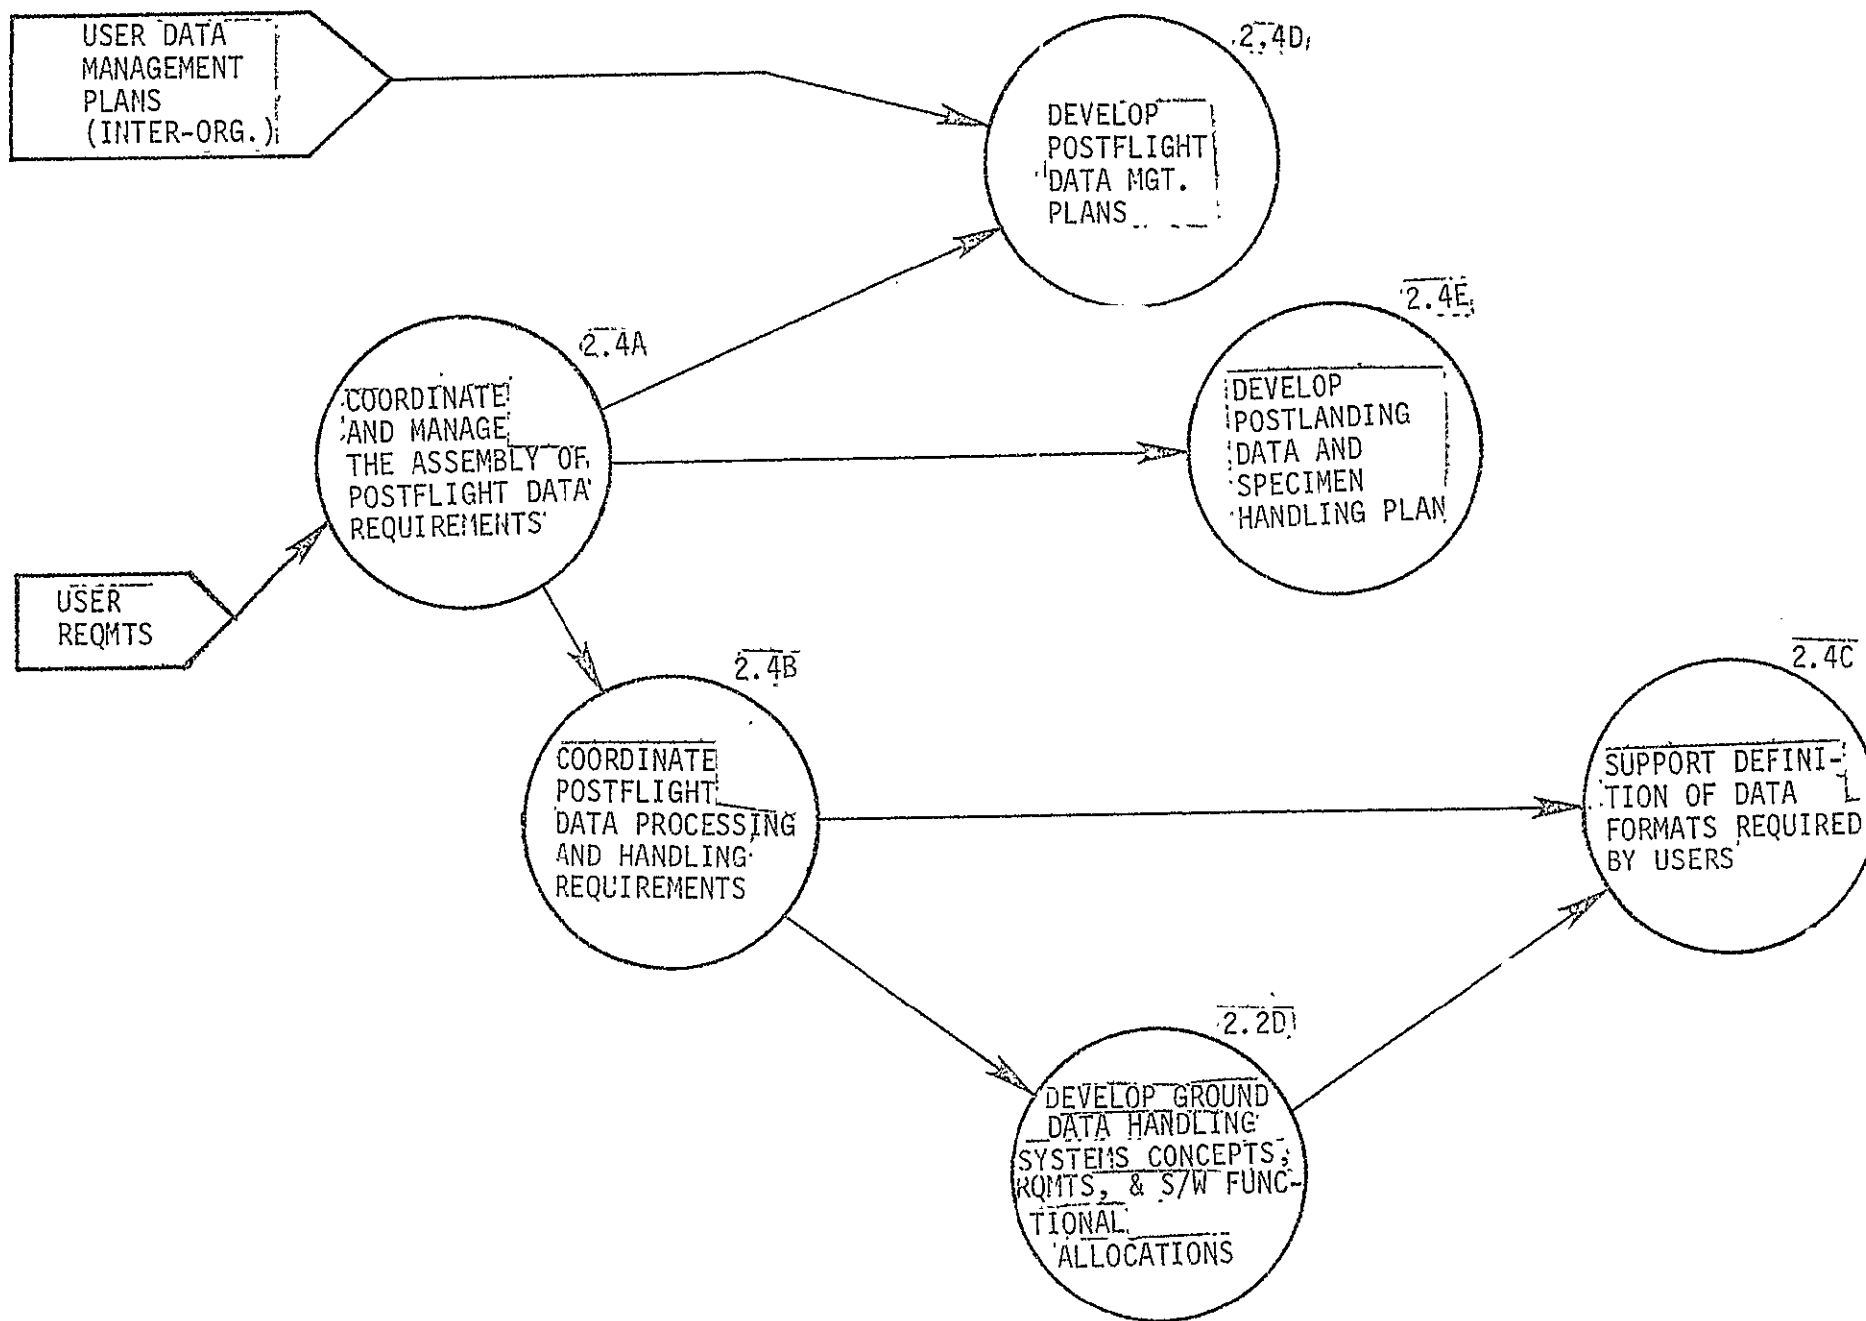 USER DATA
MANAGEMENT
PLANS
(INTER-ORG.)
2.4D
DEVELOP
POSTFLIGHT
DATA MGT.
PLANS
2.4E
DEVELOP
POSTLANDING
DATA AND
SPECIMEN
HANDLING PLAN
2.4A
COORDINATE
AND MANAGE
THE ASSEMBLY OF
POSTFLIGHT DATA
REQUIREMENTS
USER
REQMTS
2.4B
COORDINATE
POSTFLIGHT
DATA PROCESSING
AND HANDLING
REQUIREMENTS
2.4C
SUPPORT DEFINI-
TION OF DATA
FORMATS REQUIRED
BY USERS
2.2D
DEVELOP GROUND
DATA HANDLING
SYSTEMS CONCEPTS,
RQMTS, & S/W FUNC-
TIONAL
ALLOCATIONS